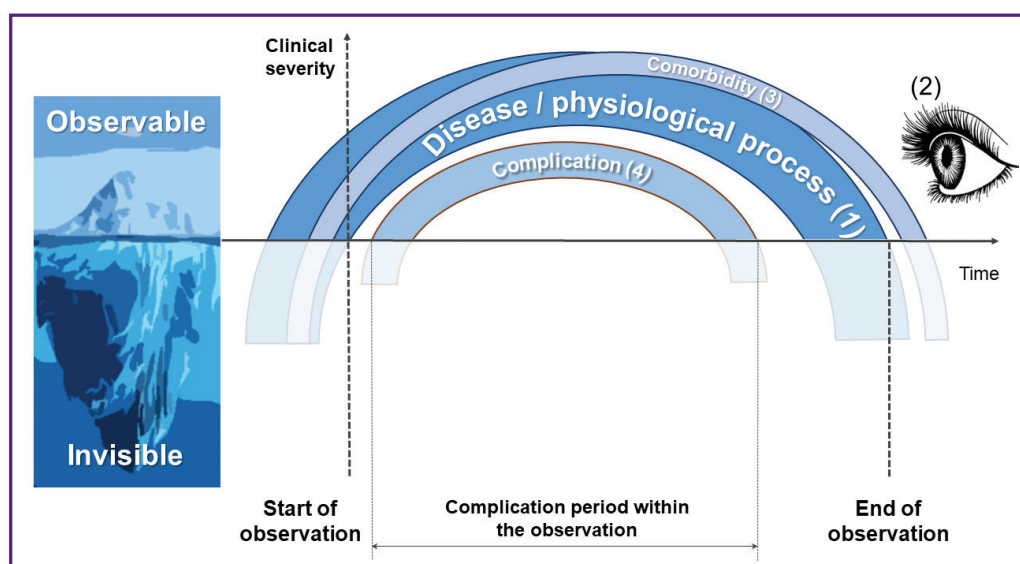 Clinical
severity
Observable
Invisible
Comorbidity (3)
Disease / physiological process (1)
Complication (4)
(2)
Time
Start of
observation
Complication period within
the observation
End of
observation